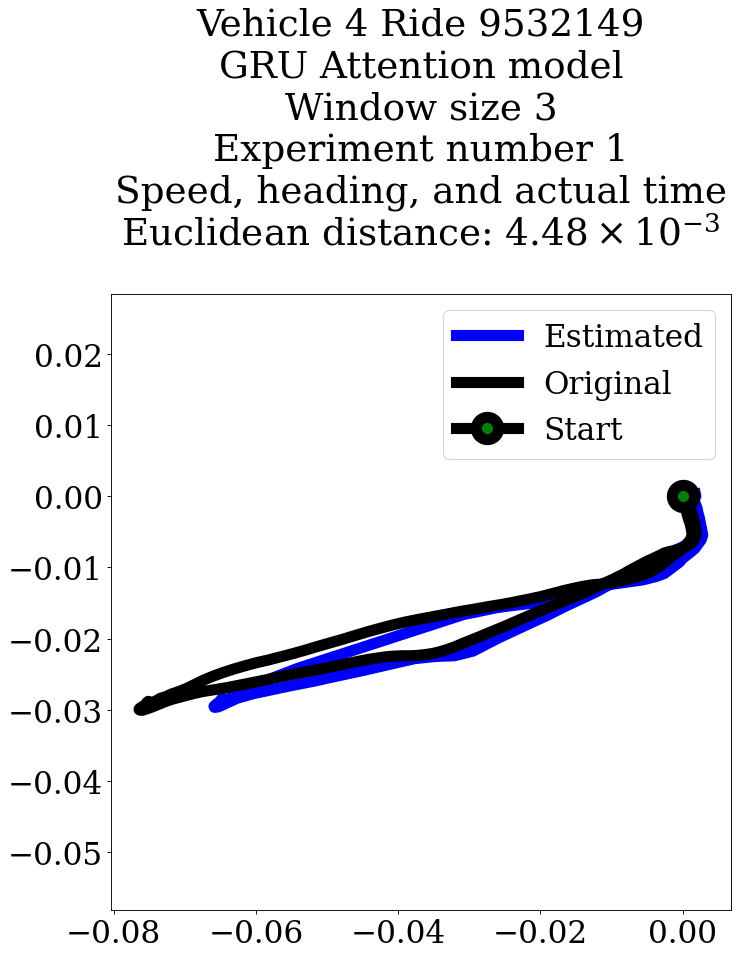 Vehicle 4 Ride 9532149
GRU Attention model
Window size 3
Experiment number 1
Speed, heading, and actual time
Euclidean distance: 4.48 × 10⁻³
Estimated
Original
Start
0.02
0.01
0.00
−0.01
−0.02
−0.03
−0.04
−0.05
−0.08 −0.06 −0.04 −0.02 0.00